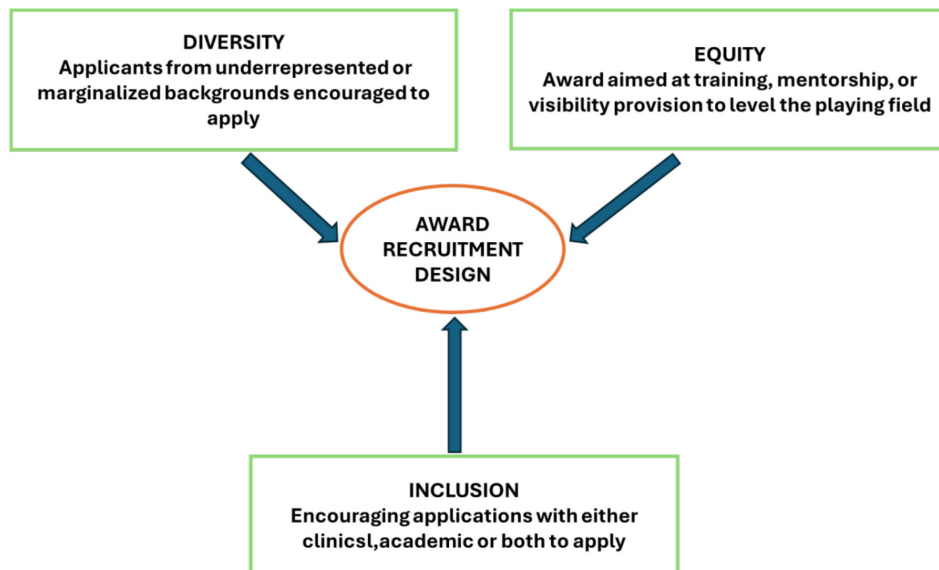 DIVERSITY
Applicants from underrepresented or
marginalized backgrounds encouraged to
apply
EQUITY
Award aimed at training, mentorship, or
visibility provision to level the playing field
AWARD
RECRUITMENT
DESIGN
INCLUSION
Encouraging applications with either
clinicsl,academic or both to apply